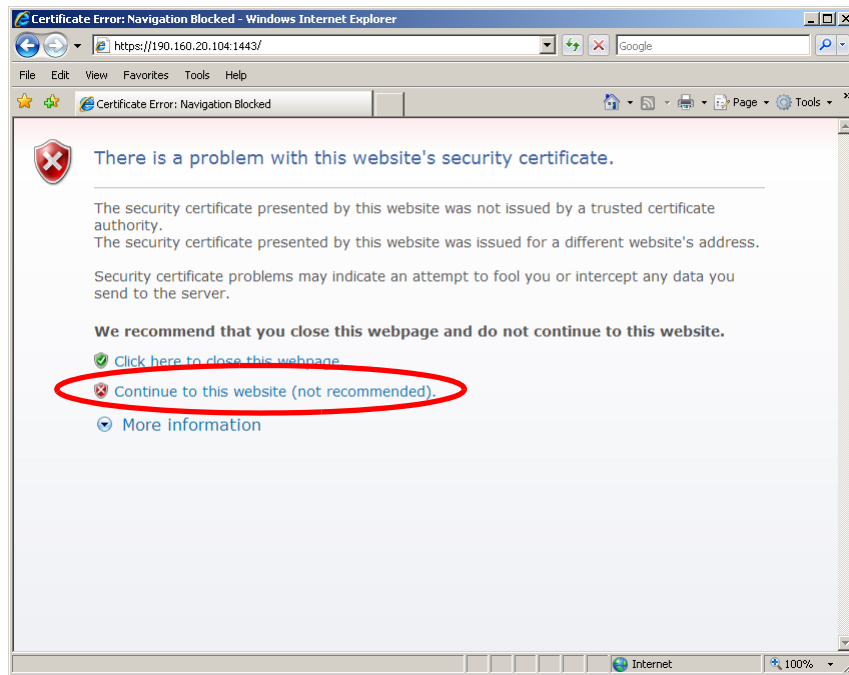 Certificate Error: Navigation Blocked - Windows Internet Explorer
https://190.160.20.104:1443/
Google
File Edit View Favorites Tools Help
Certificate Error: Navigation Blocked
Page Tools »
There is a problem with this website's security certificate.
The security certificate presented by this website was not issued by a trusted certificate
authority.
The security certificate presented by this website was issued for a different website's address.
Security certificate problems may indicate an attempt to fool you or intercept any data you
send to the server.
We recommend that you close this webpage and do not continue to this website.
Click here to close this webpage.
Continue to this website (not recommended).
More information
Internet 100%